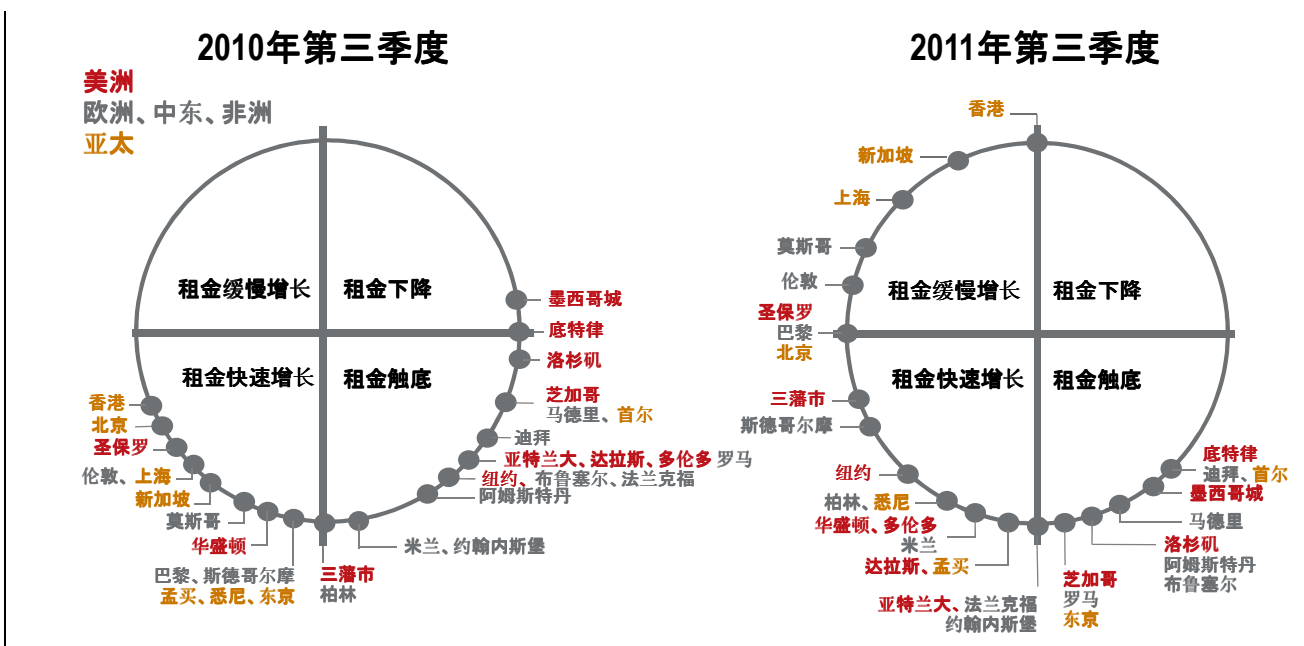 2010年第三季度
美洲
欧洲、中东、非洲
亚太
租金缓慢增长
租金下降
租金快速增长
租金触底
墨西哥城
底特律
洛杉矶
芝加哥
马德里、首尔
迪拜
亚特兰大、达拉斯、多伦多 罗马
纽约、布鲁塞尔、法兰克福
阿姆斯特丹
米兰、约翰内斯堡
三藩市
柏林
香港
北京
圣保罗
伦敦、上海
新加坡
莫斯哥
华盛顿
巴黎、斯德哥尔摩
孟买、悉尼、东京
2011年第三季度
香港
新加坡
上海
莫斯哥
伦敦
圣保罗
巴黎
北京
租金缓慢增长
租金下降
租金快速增长
租金触底
三藩市
斯德哥尔摩
纽约
柏林、悉尼
华盛顿、多伦多
米兰
达拉斯、孟买
亚特兰大、法兰克福
约翰内斯堡
底特律
迪拜、首尔
墨西哥城
马德里
洛杉矶
阿姆斯特丹
布鲁塞尔
芝加哥
罗马
东京